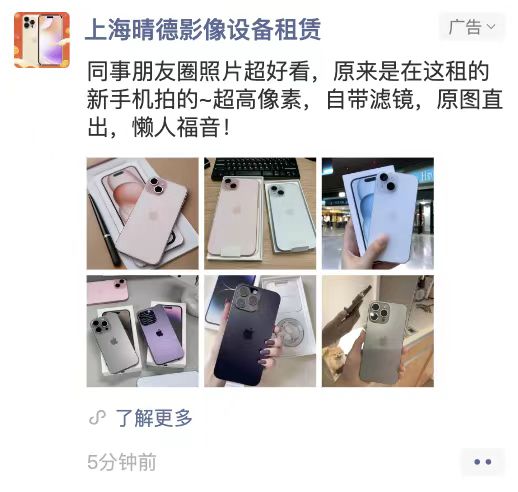 上海晴德影像设备租赁
广告
同事朋友圈照片超好看，原来是在这租的
新手机拍的~超高像素，自带滤镜，原图直
出，懒人福音！
了解更多
5分钟前